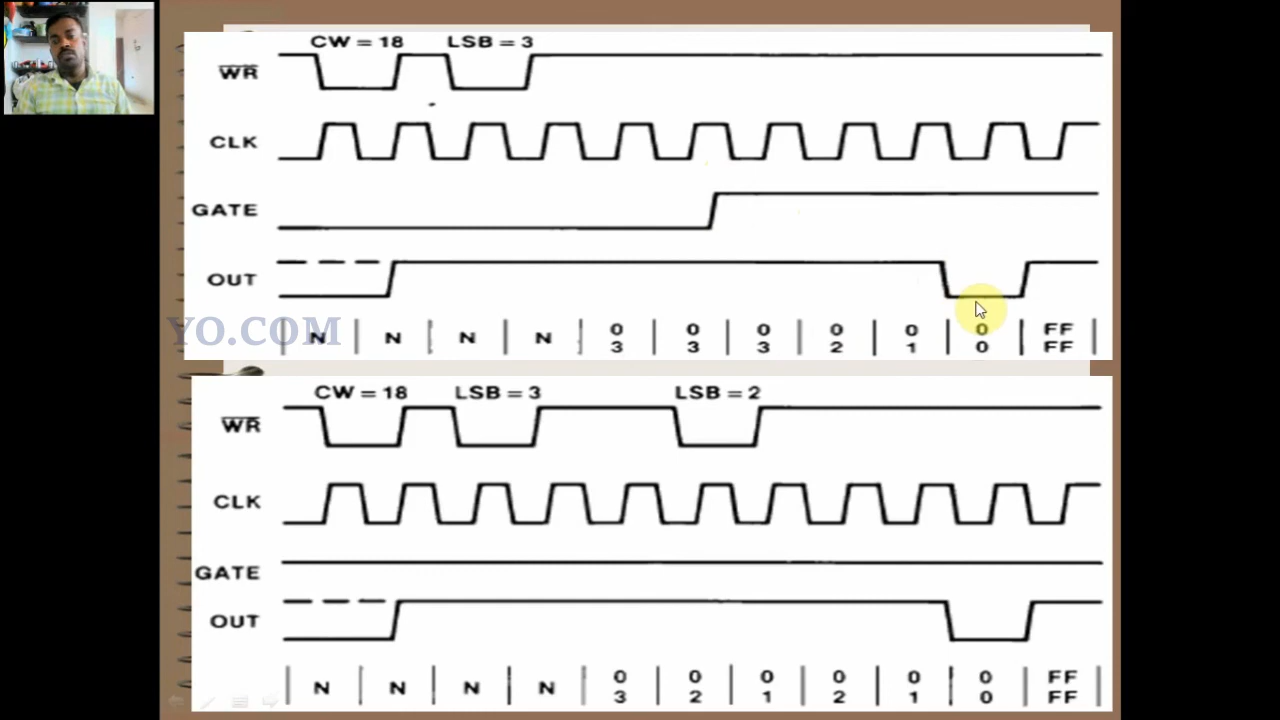 CW = 18 LSB = 3
WR
CLK
GATE
OUT
YO.COM
N N N N 0 0 0 0 0 0 FF
3 3 3 2 1 0 FF
CW = 18 LSB = 3 LSB = 2
WR
CLK
GATE
OUT
N N N N 0 0 0 0 0 0 FF
3 2 1 2 1 0 FF